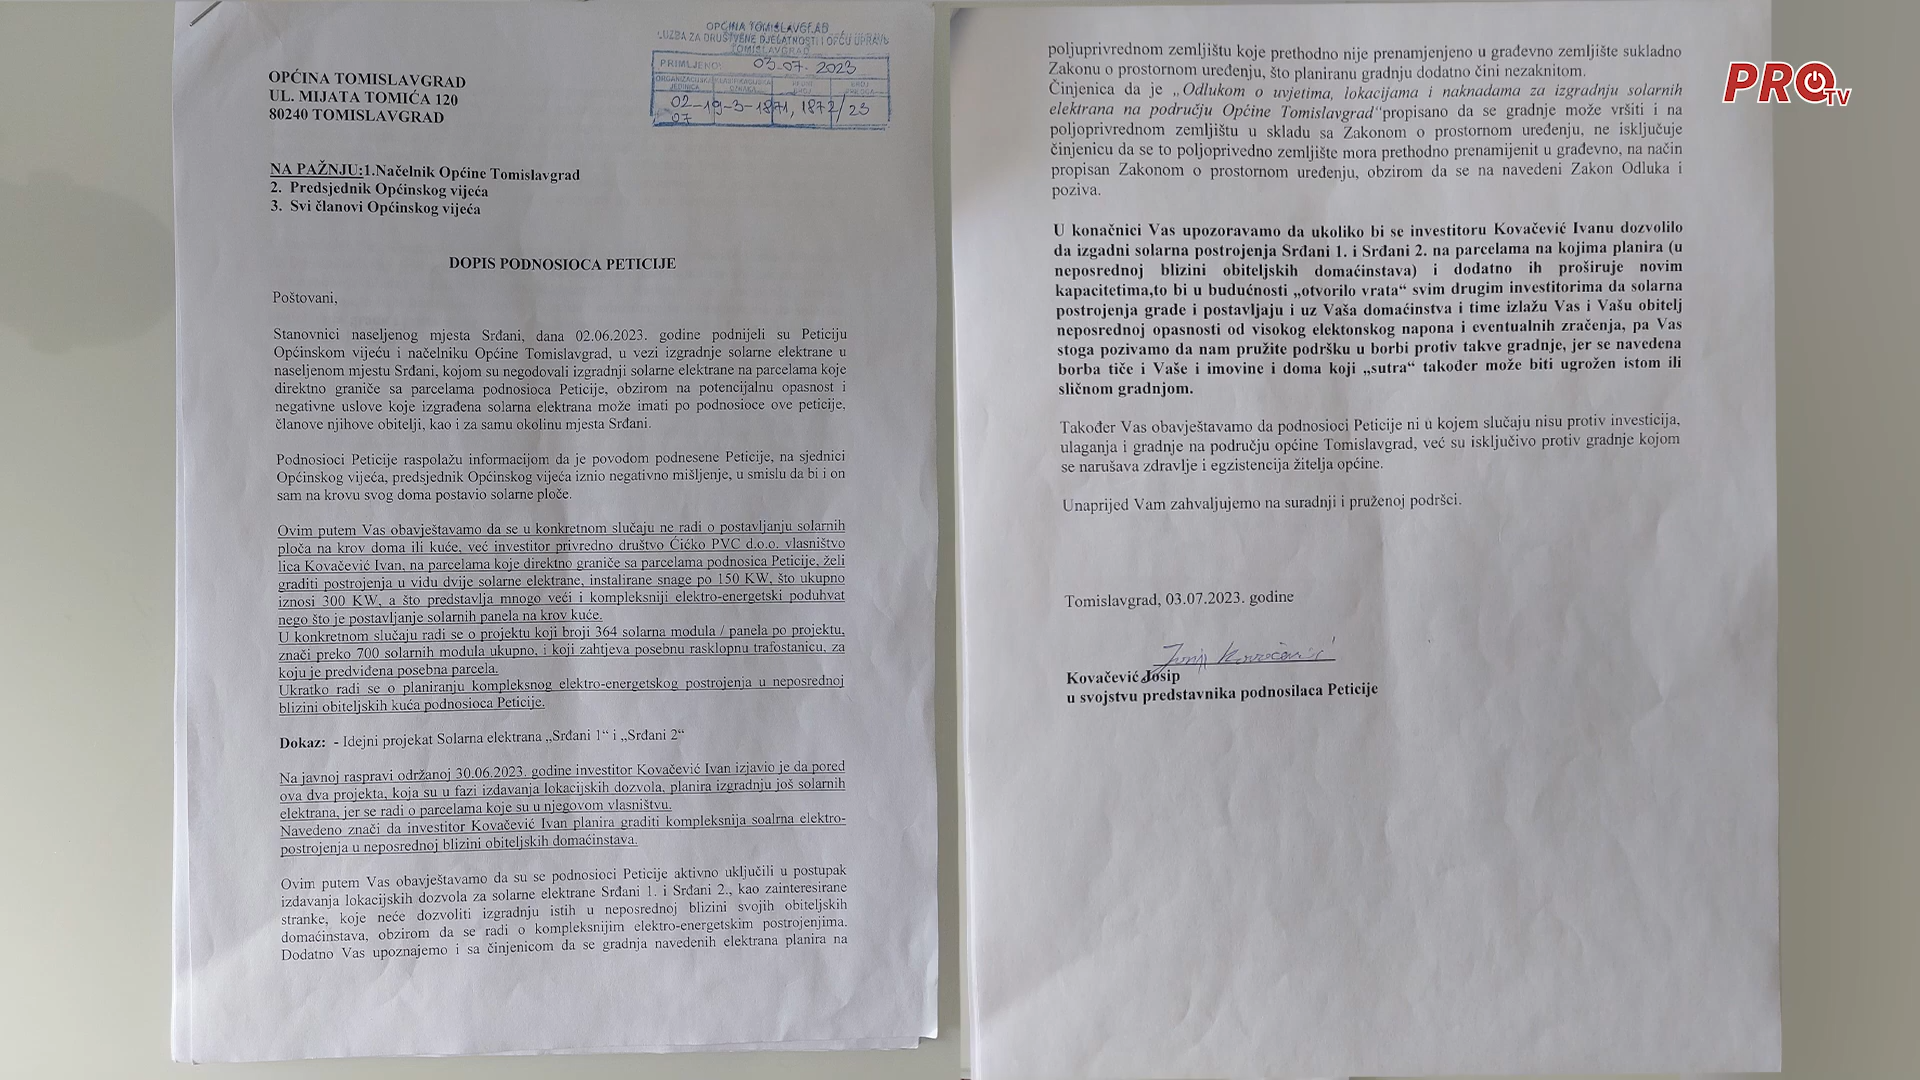 OPĆINA TOMISLAVGRAD
UL. MIJATA TOMIĆA 120
80240 TOMISLAVGRAD
OPĆINA TOMISLAVGRAD
LUŽBA ZA DRUŠTVENE DJELATNOSTI I OPĆU UPRAVU
TOMISLAVGRAD
PRIMLJENO: 03-07-2023
02-19-3-1871, 1872/23
07
NA PAŽNJU:1.Načelnik Općine Tomislavgrad
2. Predsjednik Općinskog vijeća
3. Svi članovi Općinskog vijeća
DOPIS PODNOSIOCA PETICIJE
Poštovani,
Stanovnici naseljenog mjesta Srđani, dana 02.06.2023. godine podnijeli su Peticiju
Općinskom vijeću i načelniku Općine Tomislavgrad, u vezi izgradnje solarne elektrane u
naseljenom mjestu Srđani, kojom su negodovali izgradnji solarne elektrane na parcelama koje
direktno graniče sa parcelama podnosioca Peticije, obzirom na potencijalnu opasnost i
negativne uslove koje izgrađena solarna elektrana može imati po podnosioce ove peticije,
članove njihove obitelji, kao i za samu okolinu mjesta Srđani.
Podnosioci Peticije raspolažu informacijom da je povodom podnesene Peticije, na sjednici
Općinskog vijeća, predsjednik Općinskog vijeća iznio negativno mišljenje, u smislu da bi i on
sam na krovu svog doma postavio solarne ploče.
Ovim putem Vas obavještavamo da se u konkretnom slučaju ne radi o postavljanju solarnih
ploča na krov doma ili kuće, već investitor privredno društvo Ćićko PVC d.o.o. vlasništvo
lica Kovačević Ivan, na parcelama koje direktno graniče sa parcelama podnosica Peticije, želi
graditi postrojenja u vidu dvije solarne elektrane, instalirane snage po 150 KW, što ukupno
iznosi 300 KW, a što predstavlja mnogo veći i kompleksniji elektro-energetski poduhvat
nego što je postavljanje solarnih panela na krov kuće.
U konkretnom slučaju radi se o projektu koji broji 364 solarna modula / panela po projektu,
znači preko 700 solarnih modula ukupno, i koji zahtjeva posebnu rasklopnu trafostanicu, za
koju je predviđena posebna parcela.
Ukratko radi se o planiranju kompleksnog elektro-energetskog postrojenja u neposrednoj
blizini obiteljskih kuća podnosioca Peticije.
Dokaz: - Idejni projekat Solarna elektrana „Srđani 1“ i „Srđani 2“
Na javnoj raspravi održanoj 30.06.2023. godine investitor Kovačević Ivan izjavio je da pored
ova dva projekta, koja su u fazi izdavanja lokacijskih dozvola, planira izgradnju još solarnih
elektrana, jer se radi o parcelama koje su u njegovom vlasništvu.
Navedeno znači da investitor Kovačević Ivan planira graditi kompleksnija soalrna elektro-
postrojenja u neposrednoj blizini obiteljskih domaćinstava.
Ovim putem Vas obavještavamo da su se podnosioci Peticije aktivno uključili u postupak
izdavanja lokacijskih dozvola za solarne elektrane Srđani 1. i Srđani 2., kao zainteresirane
stranke, koje neće dozvoliti izgradnju istih u neposrednoj blizini svojih obiteljskih
domaćinstava, obzirom da se radi o kompleksnijim elektro-energetskim postrojenjima.
Dodatno Vas upoznajemo i sa činjenicom da se gradnja navedenih elektrana planira na
poljuprivrednom zemljištu koje prethodno nije prenamjenjeno u građevno zemljište sukladno
Zakonu o prostornom uređenju, što planiranu gradnju dodatno čini nezakonitom.
Činjenica da je „Odlukom o uvjetima, lokacijama i naknadama za izgradnju solarnih
elektrana na području Općine Tomislavgrad“propisano da se gradnje može vršiti i na
poljoprivrednom zemljištu u skladu sa Zakonom o prostornom uređenju, ne isključuje
činjenicu da se to poljoprivedno zemljište mora prethodno prenamijenit u građevno, na način
propisan Zakonom o prostornom uređenju, obzirom da se na navedeni Zakon Odluka i
poziva.
U konačnici Vas upozoravamo da ukoliko bi se investitoru Kovačević Ivanu dozvolilo
da izgadni solarna postrojenja Srđani 1. i Srđani 2. na parcelama na kojima planira (u
neposrednoj blizini obiteljskih domaćinstava) i dodatno ih proširuje novim
kapacitetima,to bi u budućnosti „otvorilo vrata“ svim drugim investitorima da solarna
postrojenja grade i postavljaju i uz Vaša domaćinstva i time izlažu Vas i Vašu obitelj
neposrednoj opasnosti od visokog elektonskog napona i eventualnih zračenja, pa Vas
stoga pozivamo da nam pružite podršku u borbi protiv takve gradnje, jer se navedena
borba tiče i Vaše i imovine i doma koji „sutra“ također može biti ugrožen istom ili
sličnom gradnjom.
Također Vas obavještavamo da podnosioci Peticije ni u kojem slučaju nisu protiv investicija,
ulaganja i gradnje na području općine Tomislavgrad, već su isključivo protiv gradnje kojom
se narušava zdravlje i egzistencija žitelja općine.
Unaprijed Vam zahvaljujemo na suradnji i pruženoj podršci.
Tomislavgrad, 03.07.2023. godine
Kovačević Josip
u svojstvu predstavnika podnosilaca Peticije
PRO TV